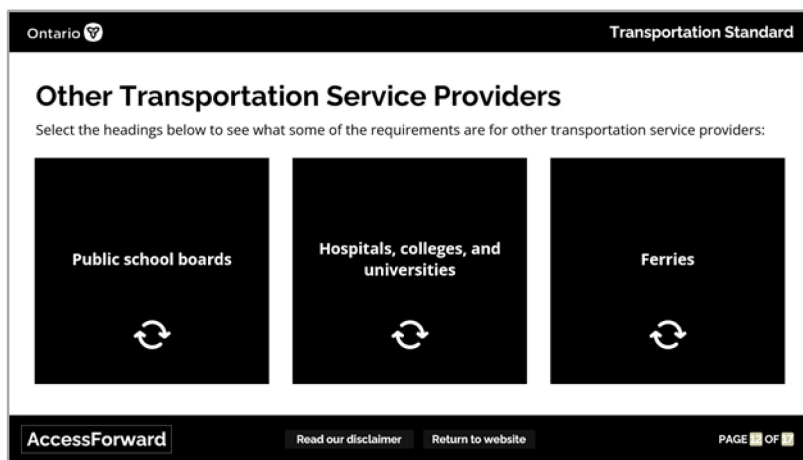 Ontario
Transportation Standard
Other Transportation Service Providers
Select the headings below to see what some of the requirements are for other transportation service providers:
Public school boards
Hospitals, colleges, and
universities
Ferries
AccessForward
Read our disclaimer
Return to website
PAGE 12 OF 17